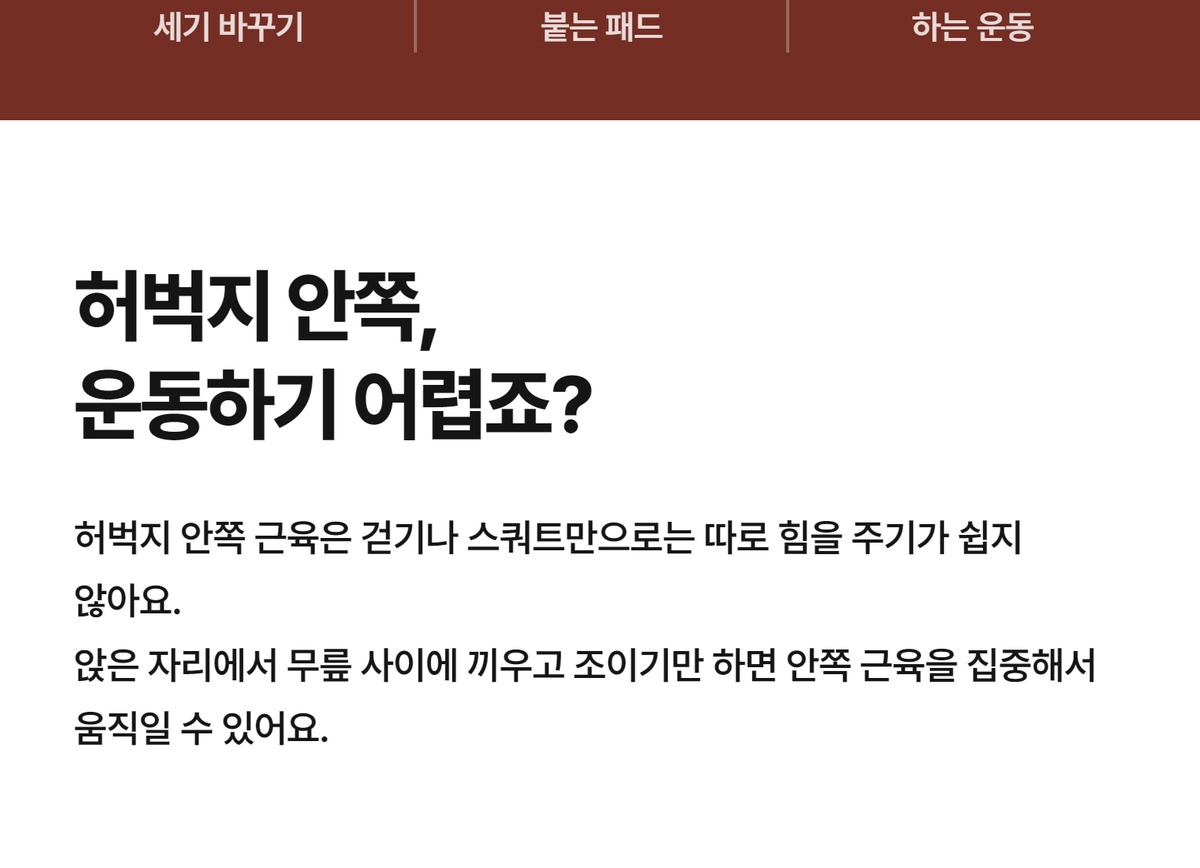 세기 바꾸기
붙는 패드
하는 운동
허벅지 안쪽,
운동하기 어렵죠?
허벅지 안쪽 근육은 걷기나 스쿼트만으로는 따로 힘을 주기가 쉽지
않아요.
앉은 자리에서 무릎 사이에 끼우고 조이기만 하면 안쪽 근육을 집중해서
움직일 수 있어요.